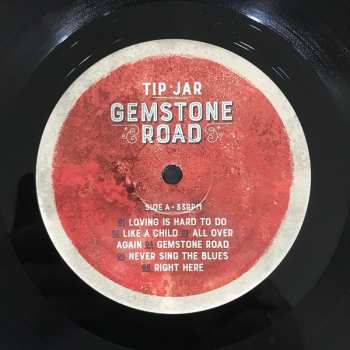 TIP JAR
GEMSTONE
ROAD
SIDE A • 33RPM
01 LOVING IS HARD TO DO
02 LIKE A CHILD 03 ALL OVER
AGAIN 04 GEMSTONE ROAD
05 NEVER SING THE BLUES
06 RIGHT HERE